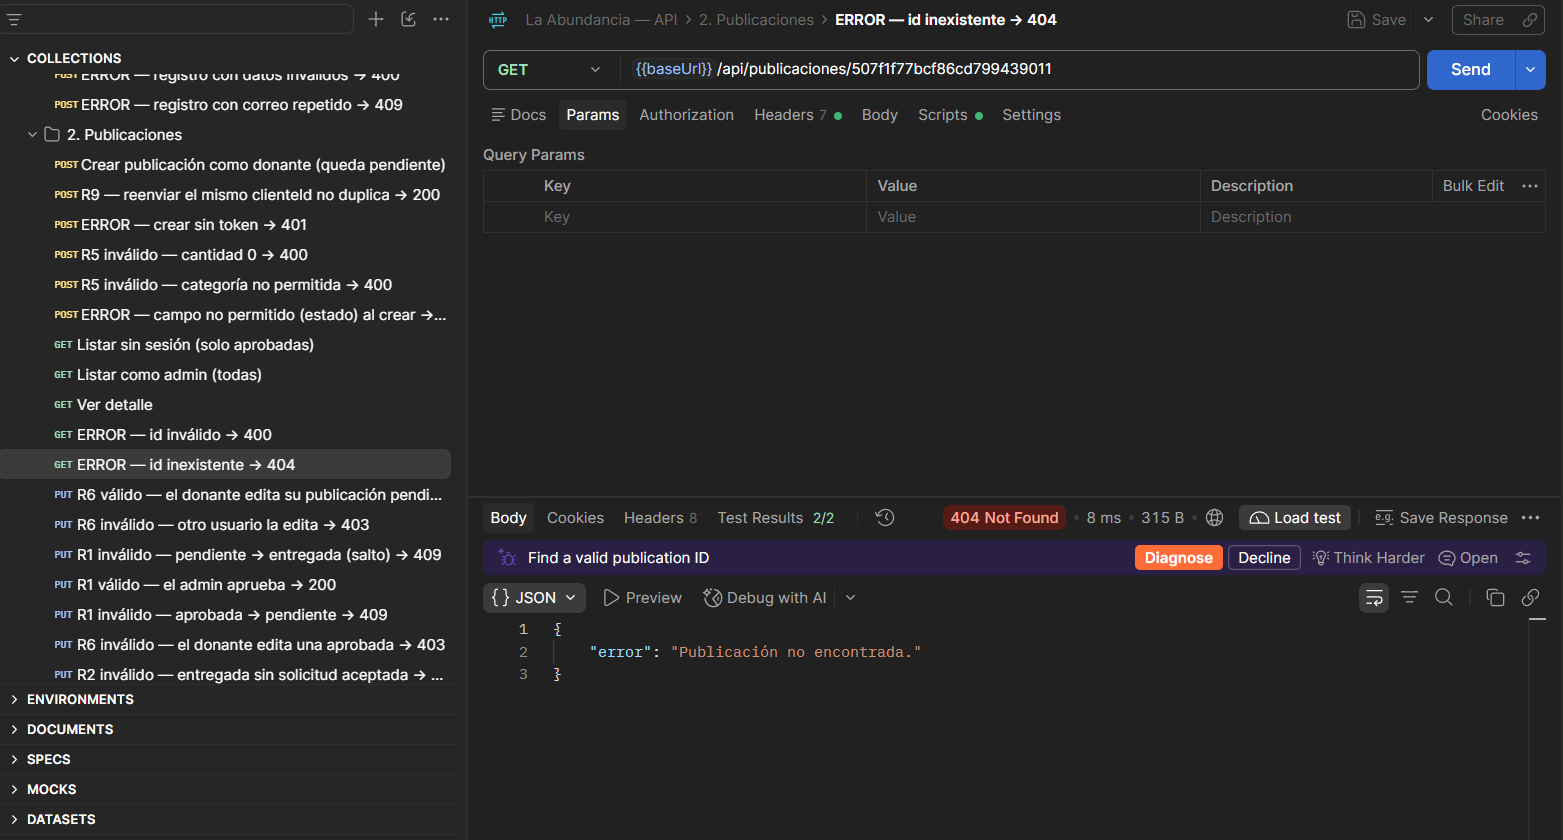 COLLECTIONS
POST ERROR — registro con datos inválidos → 400
POST ERROR — registro con correo repetido → 409
2. Publicaciones
POST Crear publicación como donante (queda pendiente)
POST R9 — reenviar el mismo clienteId no duplica → 200
POST ERROR — crear sin token → 401
POST R5 inválido — cantidad 0 → 400
POST R5 inválido — categoría no permitida → 400
POST ERROR — campo no permitido (estado) al crear →...
GET Listar sin sesión (solo aprobadas)
GET Listar como admin (todas)
GET Ver detalle
GET ERROR — id inválido → 400
GET ERROR — id inexistente → 404
PUT R6 válido — el donante edita su publicación pendi...
PUT R6 inválido — otro usuario la edita → 403
PUT R1 inválido — pendiente → entregada (salto) → 409
PUT R1 válido — el admin aprueba → 200
PUT R1 inválido — aprobada → pendiente → 409
PUT R6 inválido — el donante edita una aprobada → 403
PUT R2 inválido — entregada sin solicitud aceptada → ...
ENVIRONMENTS
DOCUMENTS
SPECS
MOCKS
DATASETS
HTTP La Abundancia — API > 2. Publicaciones > ERROR — id inexistente → 404
Save Share
GET {{baseUrl}} /api/publicaciones/507f1f77bcf86cd799439011 Send
Docs Params Authorization Headers 7 Body Scripts Settings Cookies
Query Params
Key Value Description Bulk Edit
Key Value Description
Body Cookies Headers 8 Test Results 2/2 404 Not Found • 8 ms • 315 B • Load test e.g. Save Response
Find a valid publication ID Diagnose Decline Think Harder Open
{} JSON Preview Debug with AI
1 {
2 "error": "Publicación no encontrada."
3 }